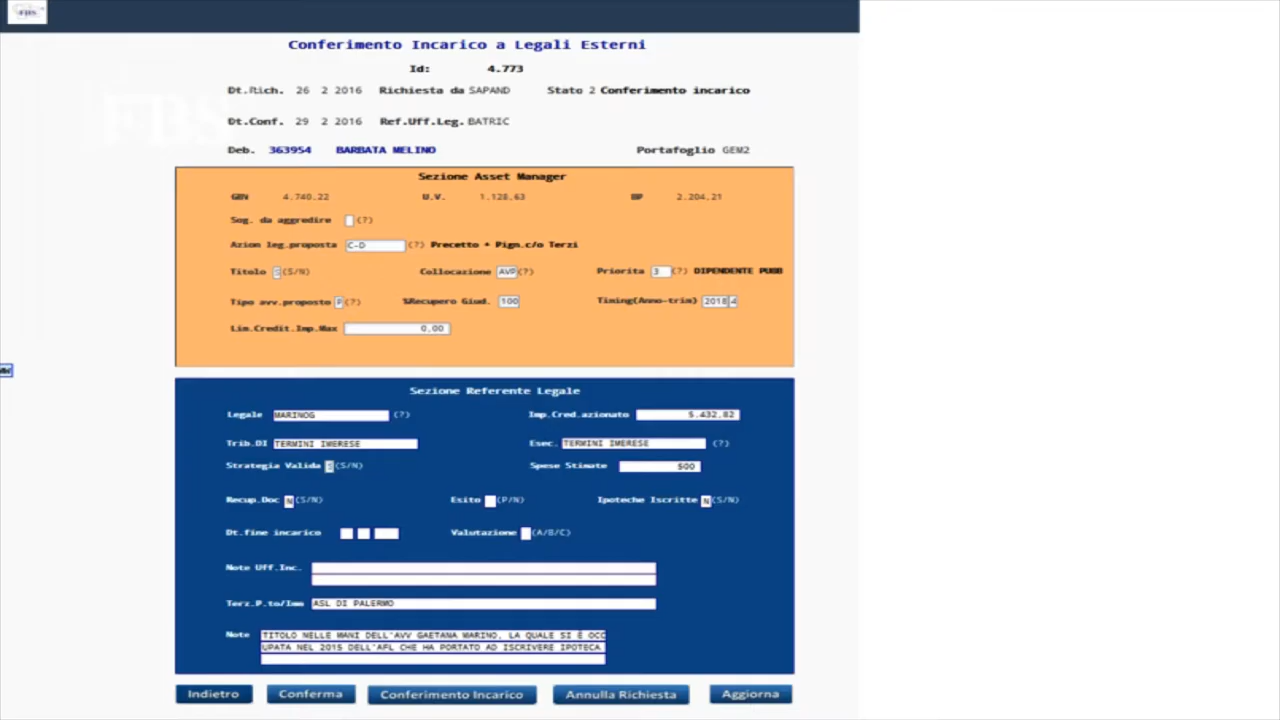 FBS
Conferimento Incarico a Legali Esterni
Id: 4.773
Dt.Rich. 26 2 2016 Richiesta da SAPAND Stato 2 Conferimento incarico
Dt.Conf. 29 2 2016 Ref.Uff.Leg. BATRIC
FBS
Deb. 363954 BARBATA MELINO Portafoglio GEM2
Sezione Asset Manager
GBV 4.740,22 U.V. 1.128,63 BP 2.204,21
Sog. da aggredire (?)
Azion leg.proposta C-D (?) Precetto + Pign.c/o Terzi
Titolo S (S/N) Collocazione AVP (?) Priorita 3 (?) DIPENDENTE PUBB
Tipo avv.proposto P (?) %Recupero Giud. 100 Timing(Anno-trim) 2018 4
Lim.Credit.Imp.Max 0,00
Sezione Referente Legale
Legale MARINOG (?) Imp.Cred.azionato 5.432,82
Trib.DI TERMINI IMERESE Esec. TERMINI IMERESE (?)
Strategia Valida S (S/N) Spese Stimate 500
Recup.Doc N (S/N) Esito (P/N) Ipoteche Iscritte N (S/N)
Dt.fine incarico Valutazione (A/B/C)
Note Uff.Inc.
Terz.P.to/Imm ASL DI PALERMO
Note TITOLO NELLE MANI DELL'AVV GAETANA MARINO, LA QUALE SI È OCC
UPATA NEL 2015 DELL'AFL CHE HA PORTATO AD ISCRIVERE IPOTECA
Indietro Conferma Conferimento Incarico Annulla Richiesta Aggiorna